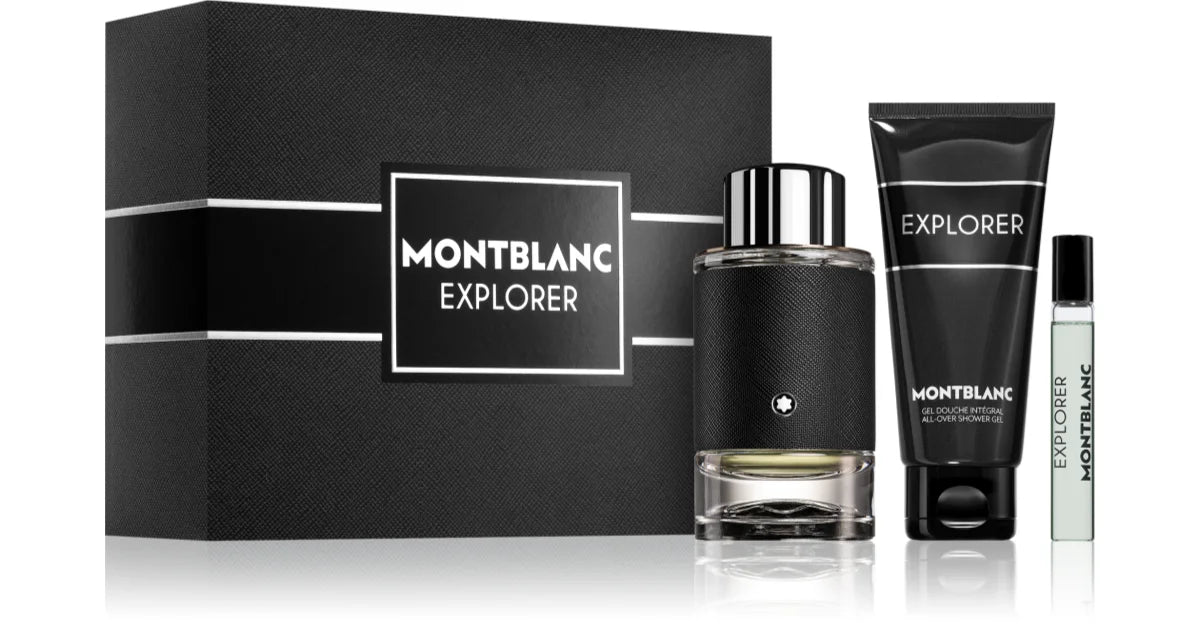 MONTBLANC
EXPLORER
EXPLORER
MONTBLANC
GEL DOUCHE INTÉGRAL
ALL-OVER SHOWER GEL
EXPLORER
MONTBLANC